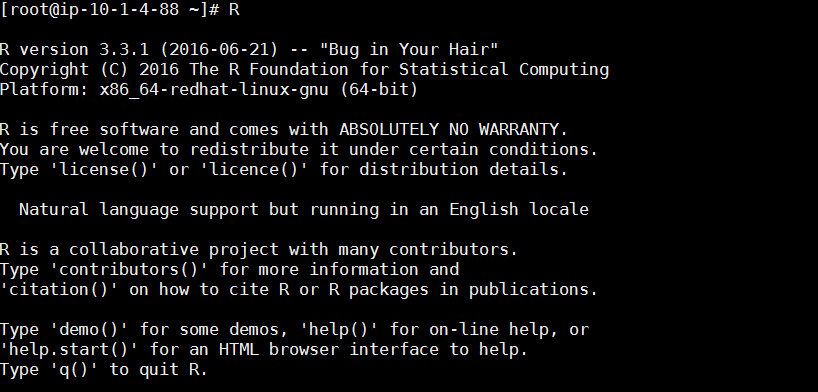 [root@ip-10-1-4-88 ~]# R
R version 3.3.1 (2016-06-21) -- "Bug in Your Hair"
Copyright (C) 2016 The R Foundation for Statistical Computing
Platform: x86_64-redhat-linux-gnu (64-bit)
R is free software and comes with ABSOLUTELY NO WARRANTY.
You are welcome to redistribute it under certain conditions.
Type 'license()' or 'licence()' for distribution details.
Natural language support but running in an English locale
R is a collaborative project with many contributors.
Type 'contributors()' for more information and
'citation()' on how to cite R or R packages in publications.
Type 'demo()' for some demos, 'help()' for on-line help, or
'help.start()' for an HTML browser interface to help.
Type 'q()' to quit R.